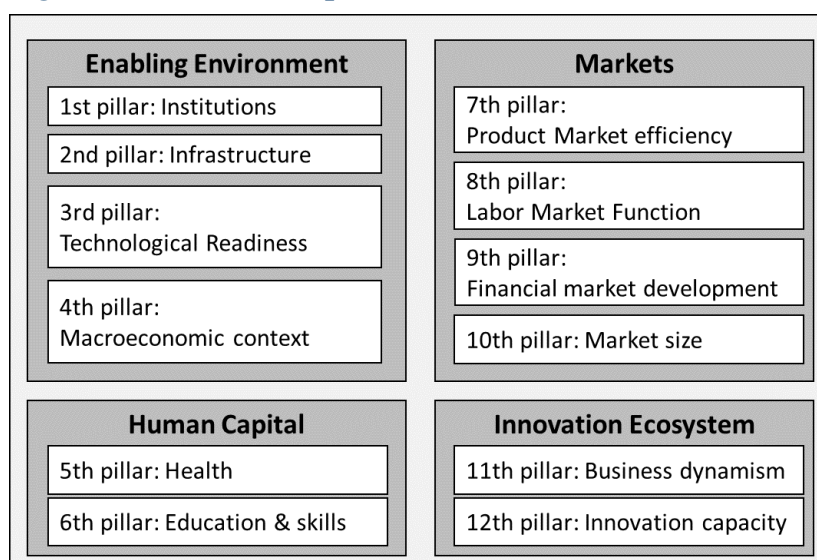 Enabling Environment
1st pillar: Institutions
2nd pillar: Infrastructure
3rd pillar:
Technological Readiness
4th pillar:
Macroeconomic context
Markets
7th pillar:
Product Market efficiency
8th pillar:
Labor Market Function
9th pillar:
Financial market development
10th pillar: Market size
Human Capital
5th pillar: Health
6th pillar: Education & skills
Innovation Ecosystem
11th pillar: Business dynamism
12th pillar: Innovation capacity